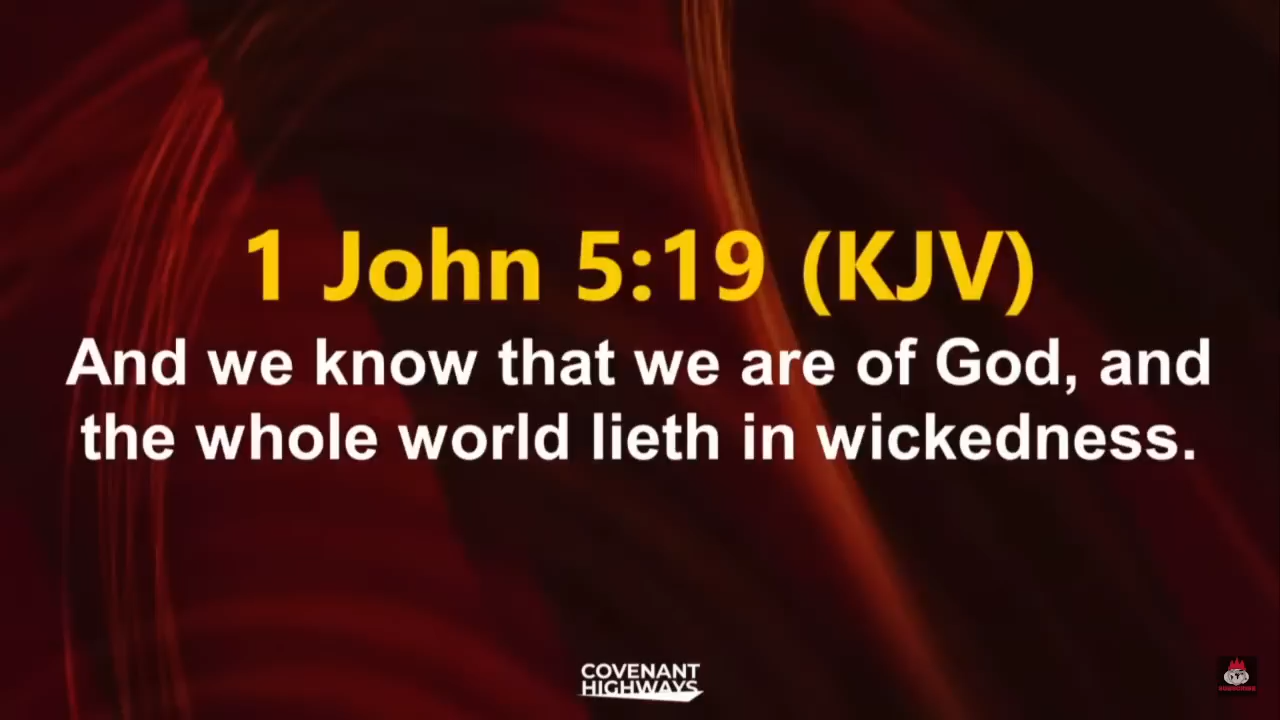 1 John 5:19 (KJV)
And we know that we are of God, and
the whole world lieth in wickedness.
COVENANT
HIGHWAYS